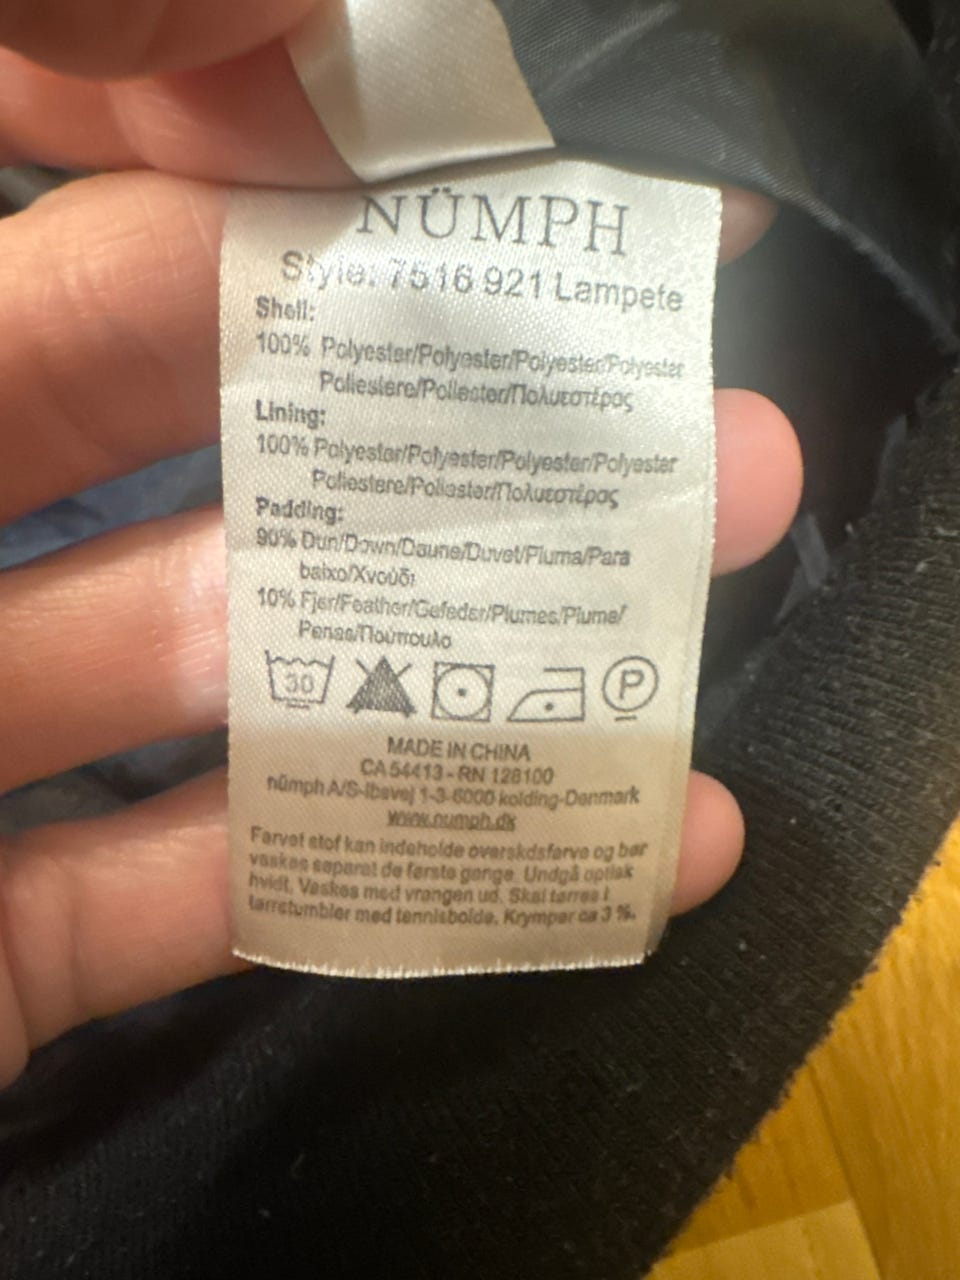 NÜMPH
Style: 7516 921 Lampete
Shell:
100% Polyester/Polyester/Polyester/Polyester
Poliestere/Poliester/Πολυεστέρας
Lining:
100% Polyester/Polyester/Polyester/Polyester
Poliestere/Poliester/Πολυεστέρας
Padding:
90% Dun/Down/Daune/Duvet/Piuma/Para
baixo/Χνούδι
10% Fjer/Feather/Gefeder/Plumes/Piuma/
Penas/Πούπουλο
30 P
MADE IN CHINA
CA 54413 - RN 128100
nümph A/S-Ibsvej 1-3-6000 kolding-Denmark
www.numph.dk
Farvet stof kan indeholde overskdsfarve og bør
vaskes separat de første gange. Undgå optisk
hvidt. Vaskes med vrangen ud. Skal tørres i
tørretumbler med tennisbolde. Krymper ca 3 %.